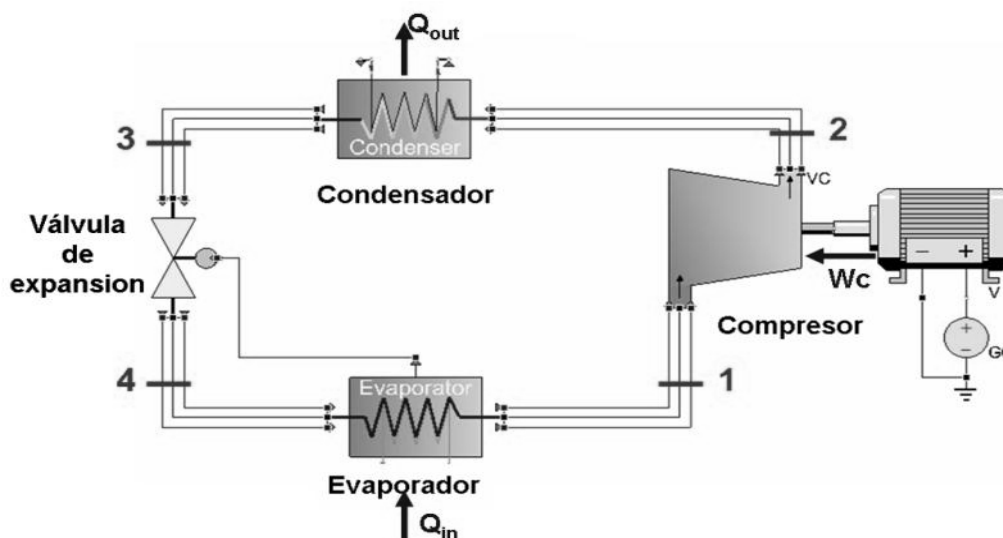 Qout
Condenser
Condensador
3
2
VC
Válvula
de
expansion
− +
Wc
V
Compresor
+
−
4
Evaporator
1
Evaporador
Qin